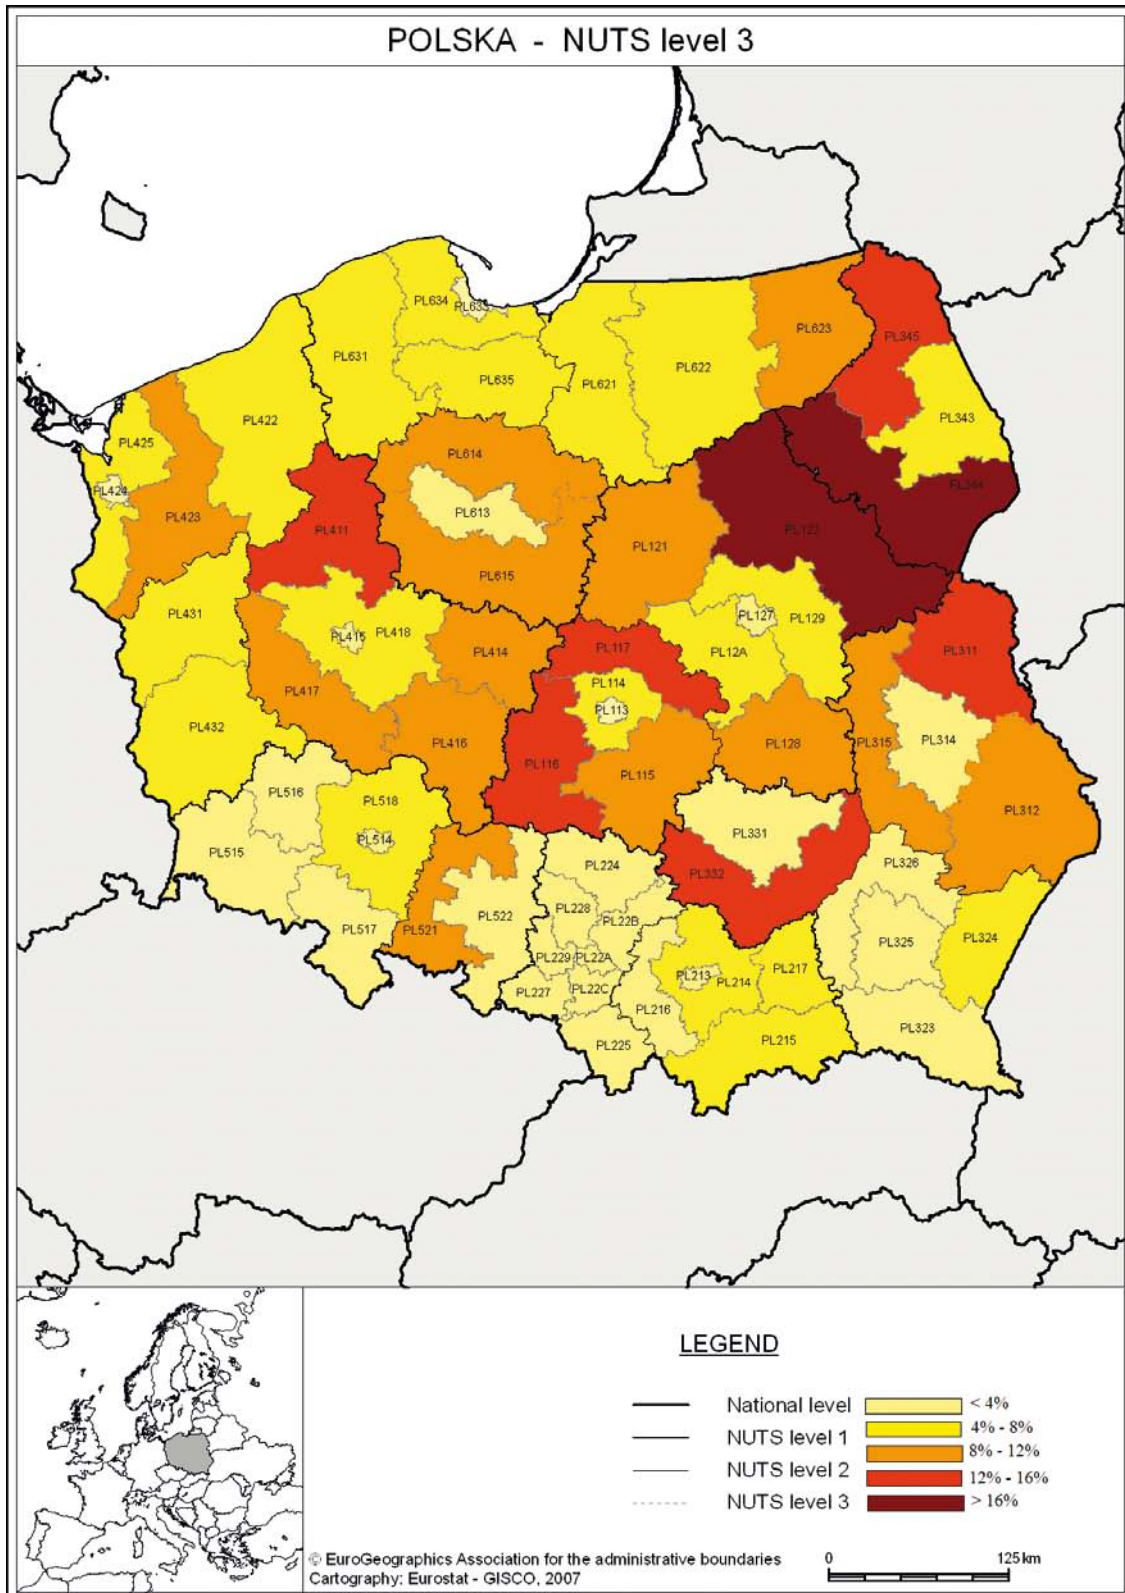 POLSKA - NUTS level 3
PL634
PL633
PL623
PL345
PL631
PL635
PL621
PL622
PL422
PL343
PL425
PL614
PL424
PL344
PL423
PL613
PL411
PL122
PL121
PL615
PL431
PL127
PL129
PL415
PL418
PL414
PL117
PL12A
PL311
PL417
PL114
PL113
PL432
PL416
PL128
PL315
PL314
PL116
PL115
PL516
PL518
PL312
PL514
PL331
PL515
PL224
PL326
PL332
PL228
PL522
PL22B
PL517
PL521
PL325
PL324
PL229
PL22A
PL213
PL217
PL214
PL227
PL22C
PL216
PL323
PL225
PL215
LEGEND
National level < 4%
4% - 8%
NUTS level 1
8% - 12%
NUTS level 2
12% - 16%
NUTS level 3 > 16%
© EuroGeographics Association for the administrative boundaries
Cartography: Eurostat - GISCO, 2007
0 125 km